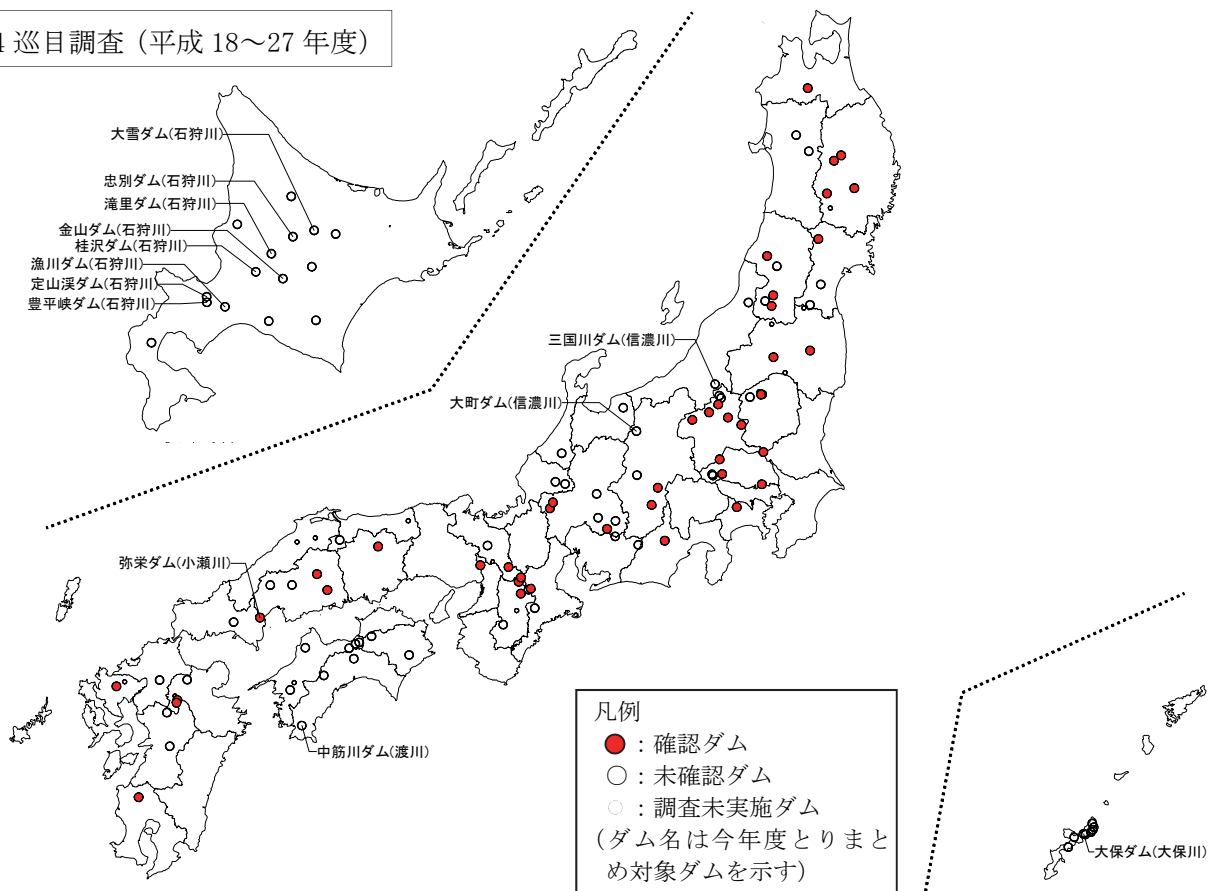 巡目調査（平成 18～27 年度）
大雪ダム(石狩川)
忠別ダム(石狩川)
滝里ダム(石狩川)
金山ダム(石狩川)
桂沢ダム(石狩川)
漁川ダム(石狩川)
定山渓ダム(石狩川)
豊平峡ダム(石狩川)
三国川ダム(信濃川)
大町ダム(信濃川)
弥栄ダム(小瀬川)
中筋川ダム(渡川)
凡例
：確認ダム
：未確認ダム
：調査未実施ダム
(ダム名は今年度とりまと
め対象ダムを示す)
大保ダム(大保川)